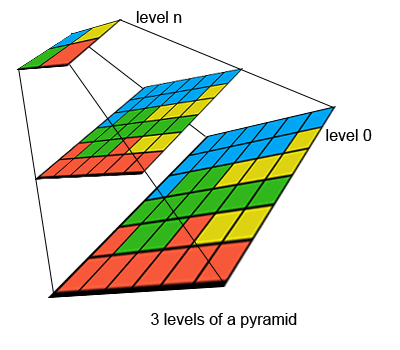 level n
level 0
3 levels of a pyramid